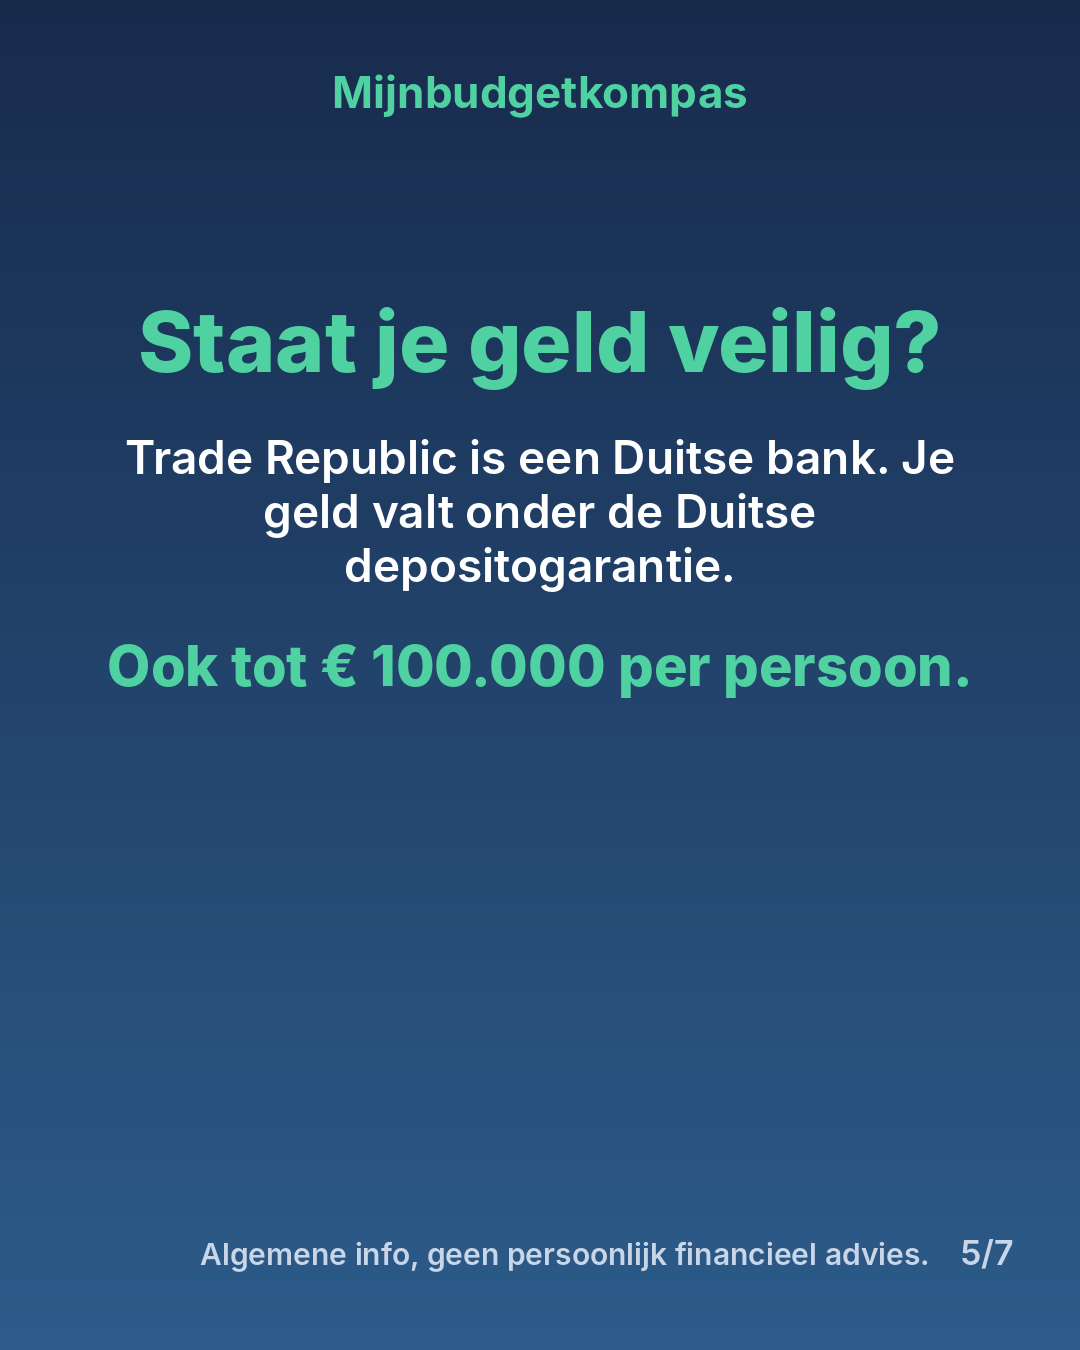 Mijnbudgetkompas
Staat je geld veilig?
Trade Republic is een Duitse bank. Je
geld valt onder de Duitse
depositogarantie.
Ook tot € 100.000 per persoon.
Algemene info, geen persoonlijk financieel advies. 5/7